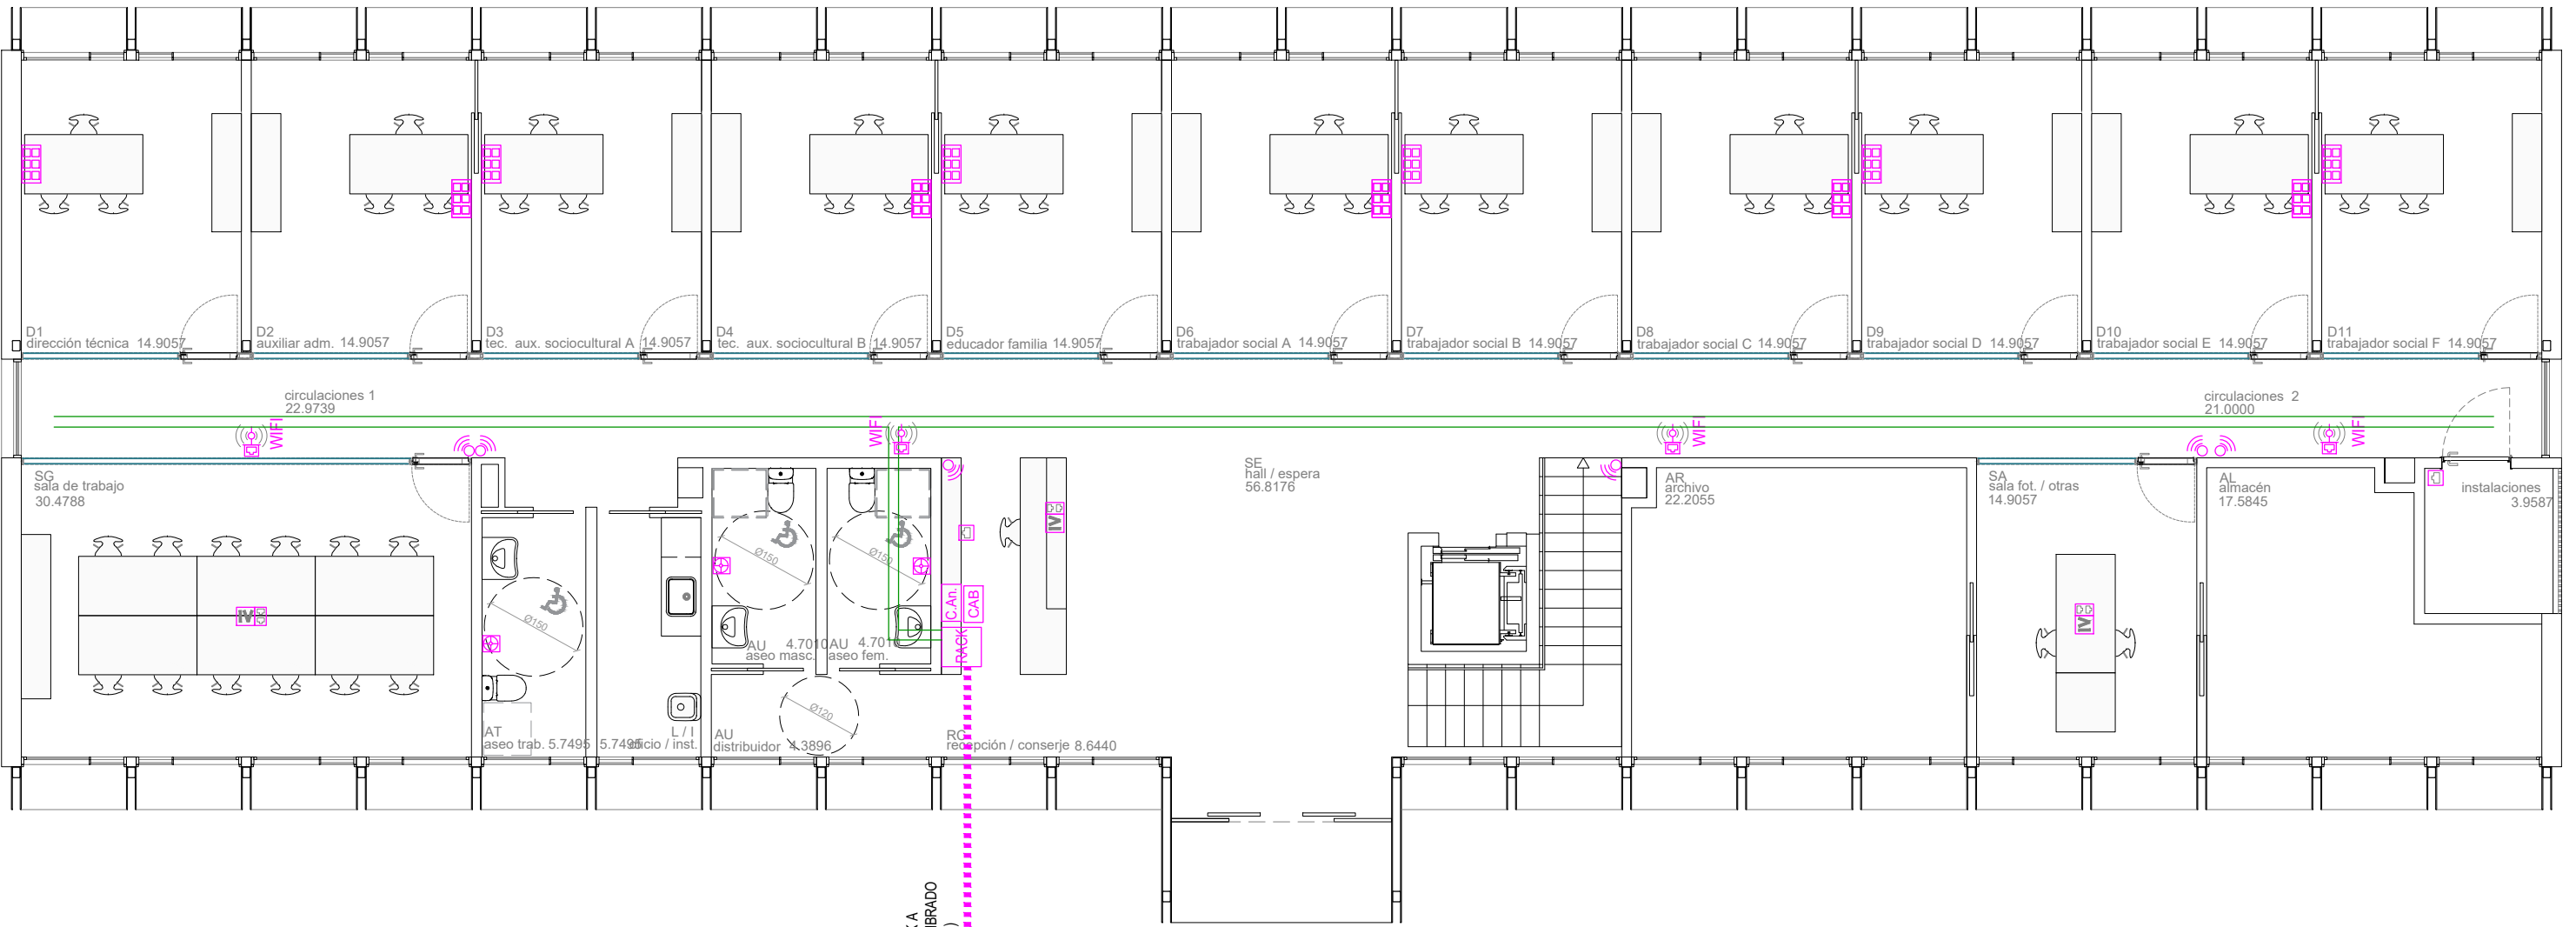 D1
dirección técnica 14.9057
D2
auxiliar adm. 14.9057
D3
tec. aux. sociocultural A 14.9057
D4
tec. aux. sociocultural B 14.9057
D5
educador familia 14.9057
D6
trabajador social A 14.9057
D7
trabajador social B 14.9057
D8
trabajador social C 14.9057
D9
trabajador social D 14.9057
D10
trabajador social E 14.9057
D11
trabajador social F 14.9057
circulaciones 1
22.9739
circulaciones 2
21.0000
WIFI
WIFI
WIFI
WIFI
SG
sala de trabajo
30.4788
SE
hall / espera
56.8176
AR
archivo
22.2055
SA
sala fot. / otras
14.9057
AL
almacén
17.5845
instalaciones
3.9587
IV
IV
IV
Ø150
Ø150
Ø150
Ø120
C.An.
CAB
RACK
AU 4.7010
aseo masc.
AU 4.701
aseo fem.
AT
aseo trab. 5.7495
L / I
5.7495 oficio / inst.
AU
distribuidor 4.3896
RC
recepción / conserje 8.6440
A
)